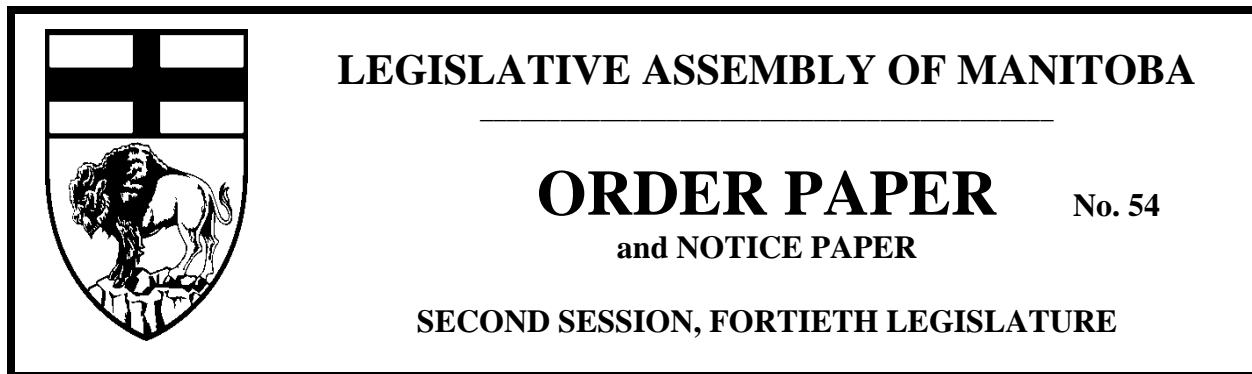 LEGISLATIVE ASSEMBLY OF MANITOBA
ORDER PAPER No. 54
and NOTICE PAPER
SECOND SESSION, FORTIETH LEGISLATURE